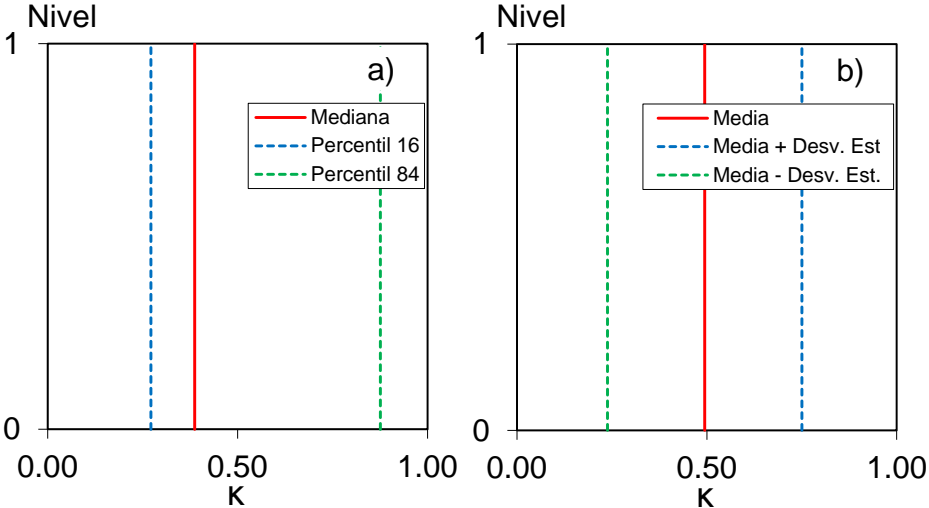 Nivel
1
a)
Mediana
Percentil 16
Percentil 84
0
0.00 0.50 1.00
κ
Nivel
1
b)
Media
Media + Desv. Est
Media - Desv. Est.
0
0.00 0.50 1.00
κ